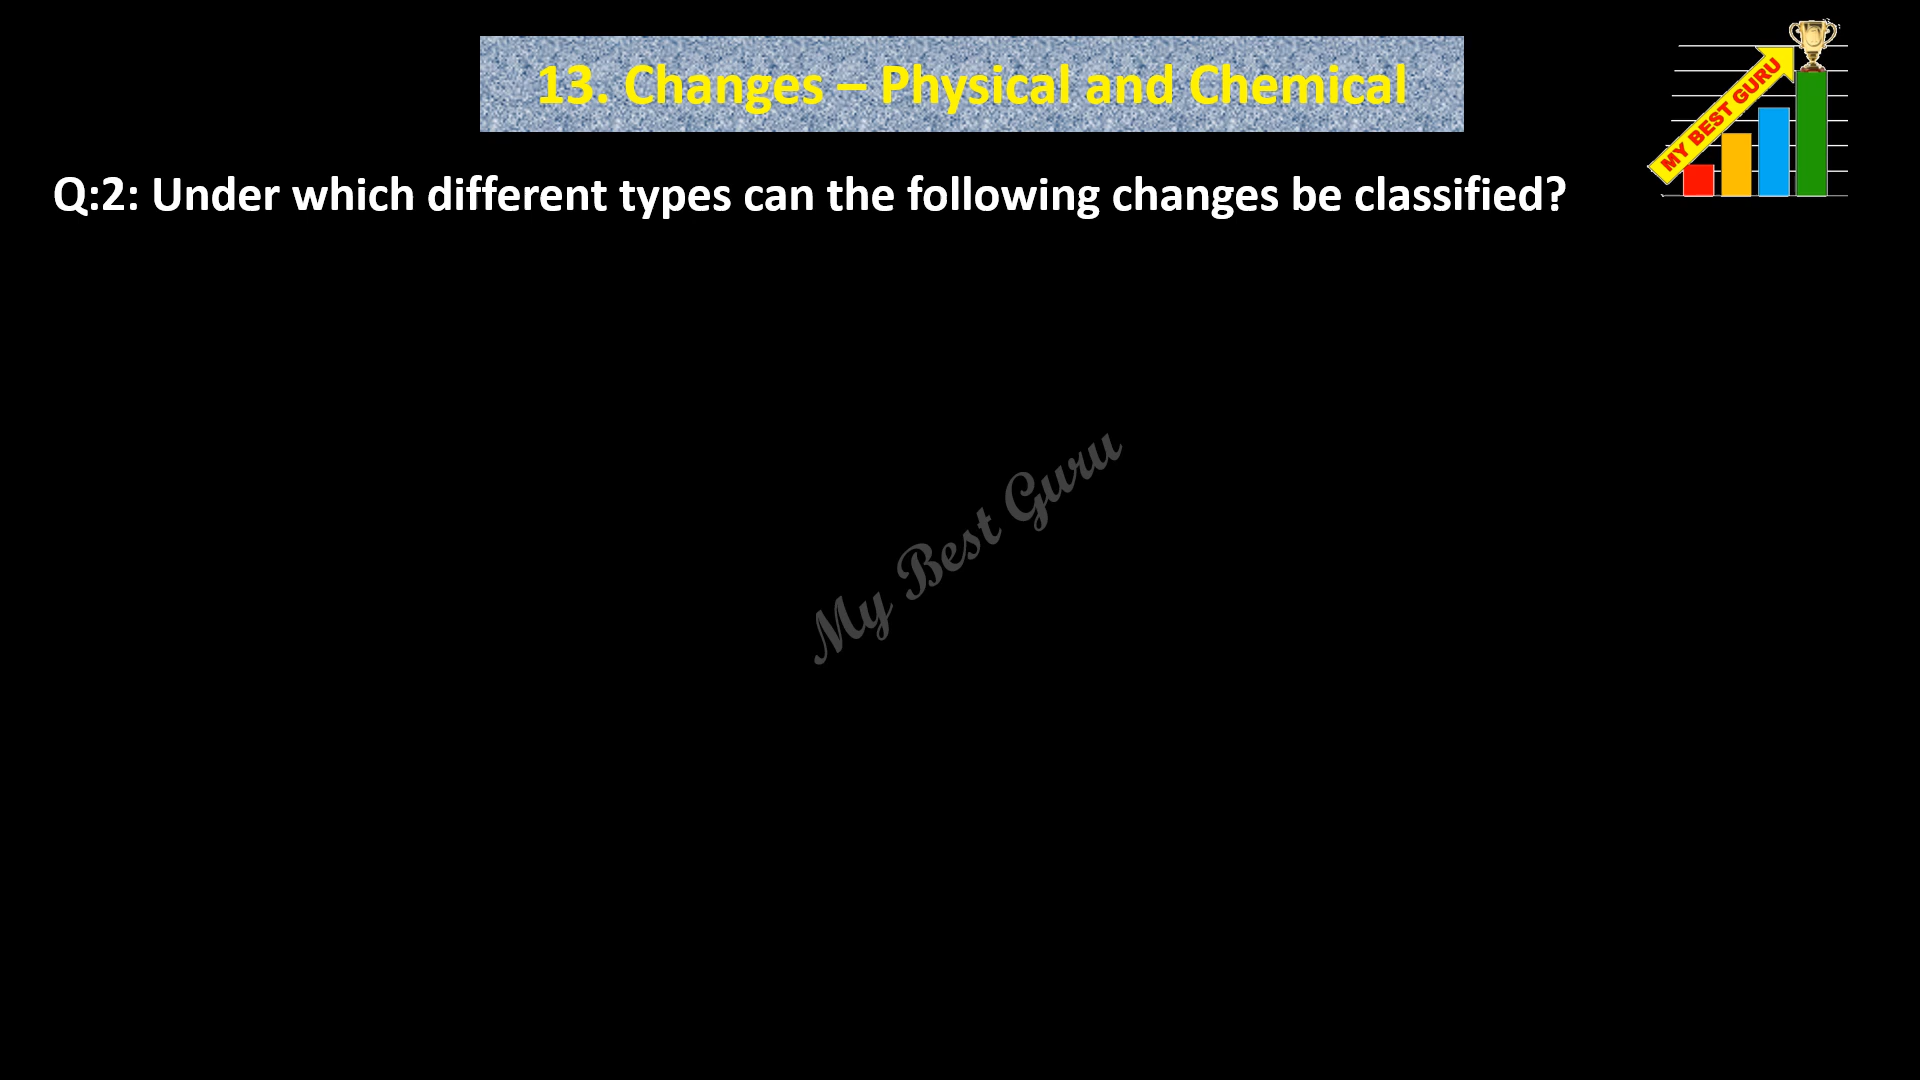 13. Changes – Physical and Chemical
MY BEST GURU
Q:2: Under which different types can the following changes be classified?
My Best Guru